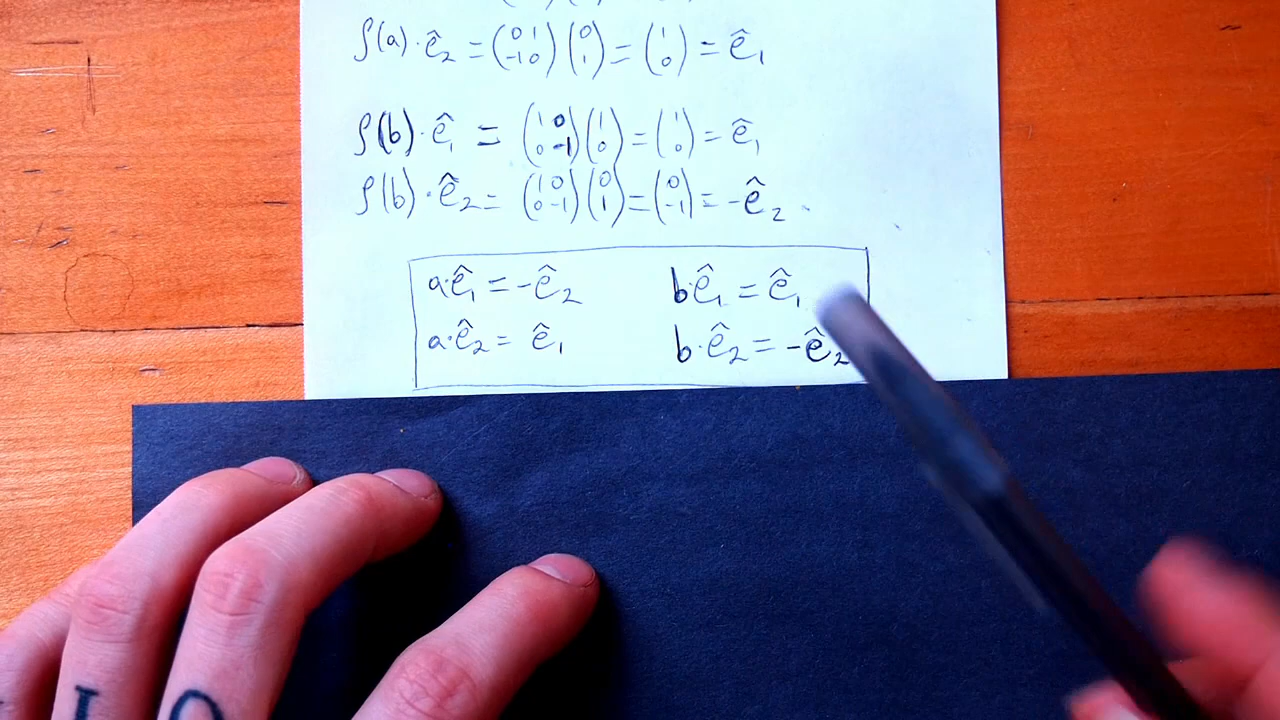 ρ(a)·ê₂ = (0 1 -1 0)(0 1) = (1 0) = ê₁
ρ(b)·ê₁ = (1 0 0 -1)(1 0) = (1 0) = ê₁
ρ(b)·ê₂ = (1 0 0 -1)(0 1) = (0 -1) = -ê₂.
a·ê₁ = -ê₂ b·ê₁ = ê₁
a·ê₂ = ê₁ b·ê₂ = -ê₂